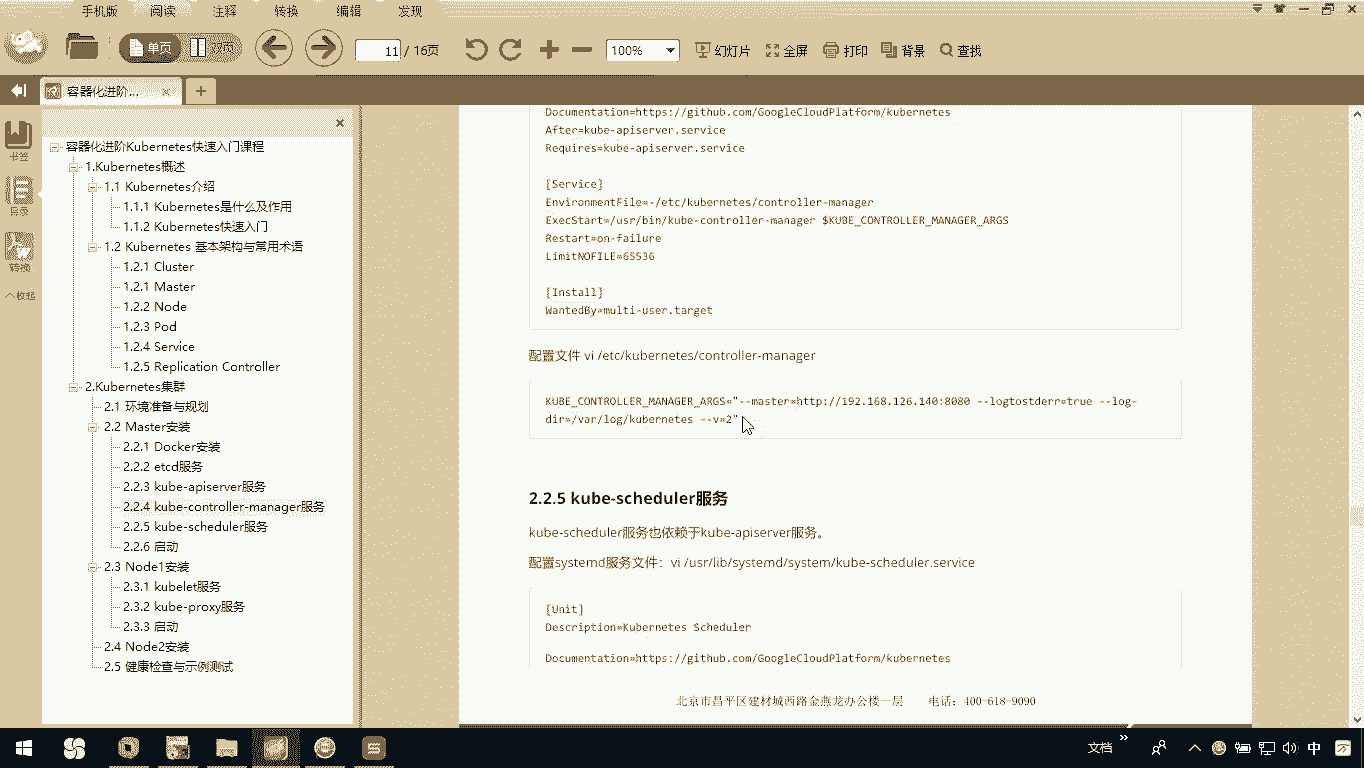 手机版 阅读 注释 转换 编辑 发现
单页 双页 11 / 16页 100% 幻灯片 全屏 打印 背景 查找
容器化进阶... × +
书签
目录
转换
收起
容器化进阶Kubernetes快速入门课程
1.Kubernetes概述
1.1 Kubernetes介绍
1.1.1 Kubernetes是什么及作用
1.1.2 Kubernetes快速入门
1.2 Kubernetes 基本架构与常用术语
1.2.1 Cluster
1.2.1 Master
1.2.2 Node
1.2.3 Pod
1.2.4 Service
1.2.5 Replication Controller
2.Kubernetes集群
2.1 环境准备与规划
2.2 Master安装
2.2.1 Docker安装
2.2.2 etcd服务
2.2.3 kube-apiserver服务
2.2.4 kube-controller-manager服务
2.2.5 kube-scheduler服务
2.2.6 启动
2.3 Node1安装
2.3.1 kubelet服务
2.3.2 kube-proxy服务
2.3.3 启动
2.4 Node2安装
2.5 健康检查与示例测试
Documentation=https://github.com/GoogleCloudPlatform/kubernetes
After=kube-apiserver.service
Requires=kube-apiserver.service
[Service]
EnvironmentFile=-/etc/kubernetes/controller-manager
ExecStart=/usr/bin/kube-controller-manager $KUBE_CONTROLLER_MANAGER_ARGS
Restart=on-failure
LimitNOFILE=65536
[Install]
WantedBy=multi-user.target
配置文件 vi /etc/kubernetes/controller-manager
KUBE_CONTROLLER_MANAGER_ARGS="--master=http://192.168.126.140:8080 --logtostderr=true --log-
dir=/var/log/kubernetes --v=2"
2.2.5 kube-scheduler服务
kube-scheduler服务也依赖于kube-apiserver服务。
配置systemd服务文件：vi /usr/lib/systemd/system/kube-scheduler.service
[Unit]
Description=Kubernetes Scheduler
Documentation=https://github.com/GoogleCloudPlatform/kubernetes
北京市昌平区建材城西路金燕龙办公楼一层 电话：400-618-9090
文档 » 中